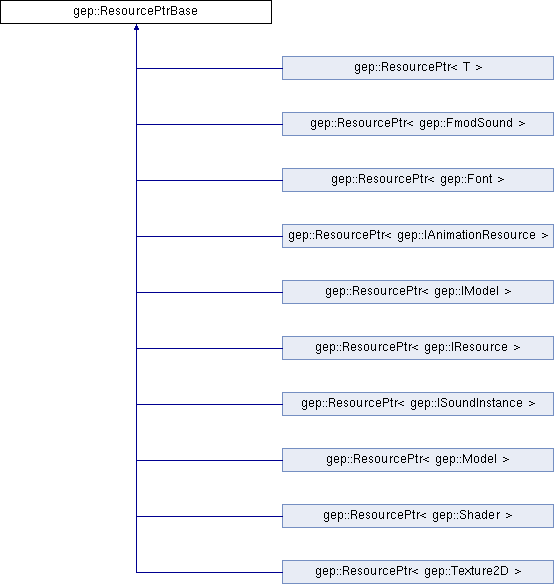 gep::ResourcePtrBase
gep::ResourcePtr< T >
gep::ResourcePtr< gep::FmodSound >
gep::ResourcePtr< gep::Font >
gep::ResourcePtr< gep::IAnimationResource >
gep::ResourcePtr< gep::IModel >
gep::ResourcePtr< gep::IResource >
gep::ResourcePtr< gep::ISoundInstance >
gep::ResourcePtr< gep::Model >
gep::ResourcePtr< gep::Shader >
gep::ResourcePtr< gep::Texture2D >